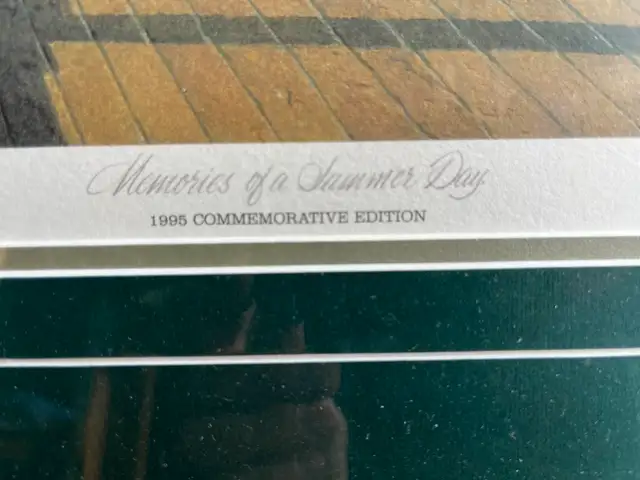 Memories of a Summer Day
1995 COMMEMORATIVE EDITION